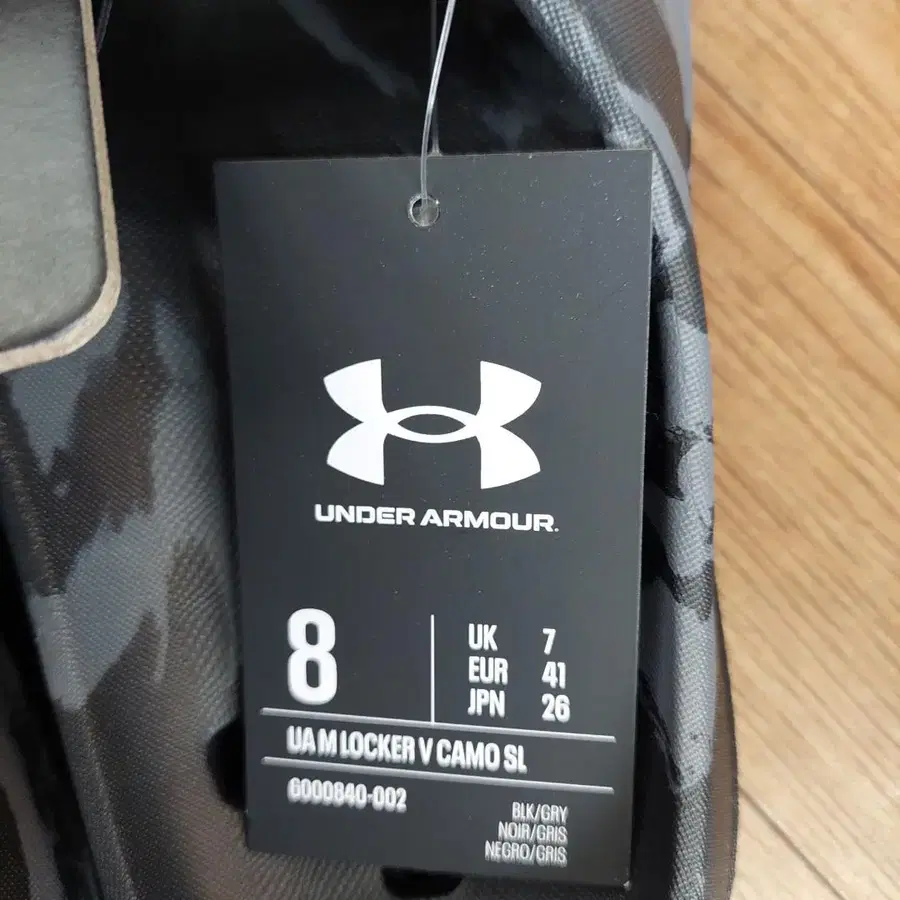 UNDER ARMOUR.
8
UK 7
EUR 41
JPN 26
UA M LOCKER V CAMO SL
6000840-002
BLK/GRY
NOIR/GRIS
NEGRO/GRIS